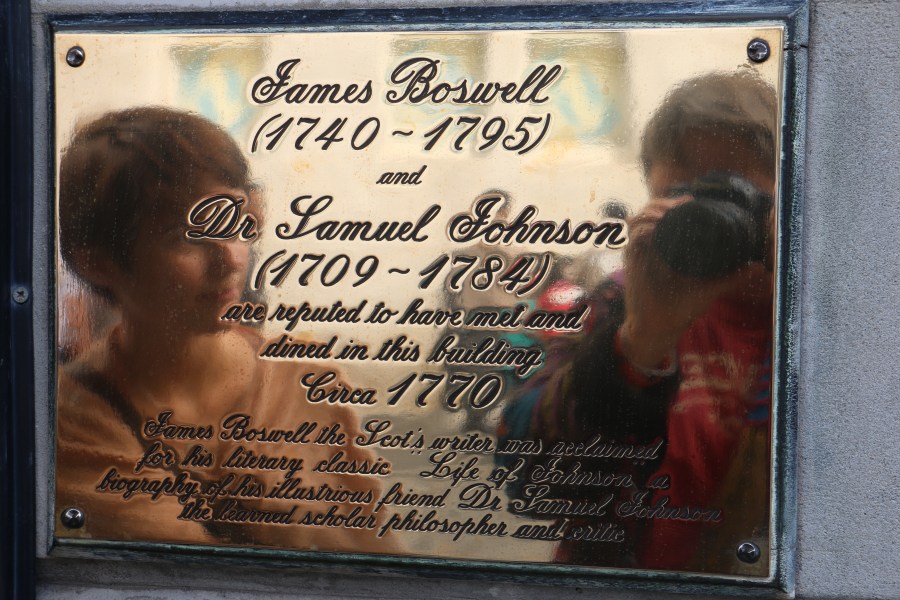 James Boswell
(1740 ~ 1795)
and
Dr Samuel Johnson
(1709 ~ 1784)
are reputed to have met and
dined in this building
Circa 1770
James Boswell the Scot's writer was acclaimed
for his literary classic "Life of Johnson" a
biography of his illustrious friend Dr Samuel Johnson
the learned scholar philosopher and critic